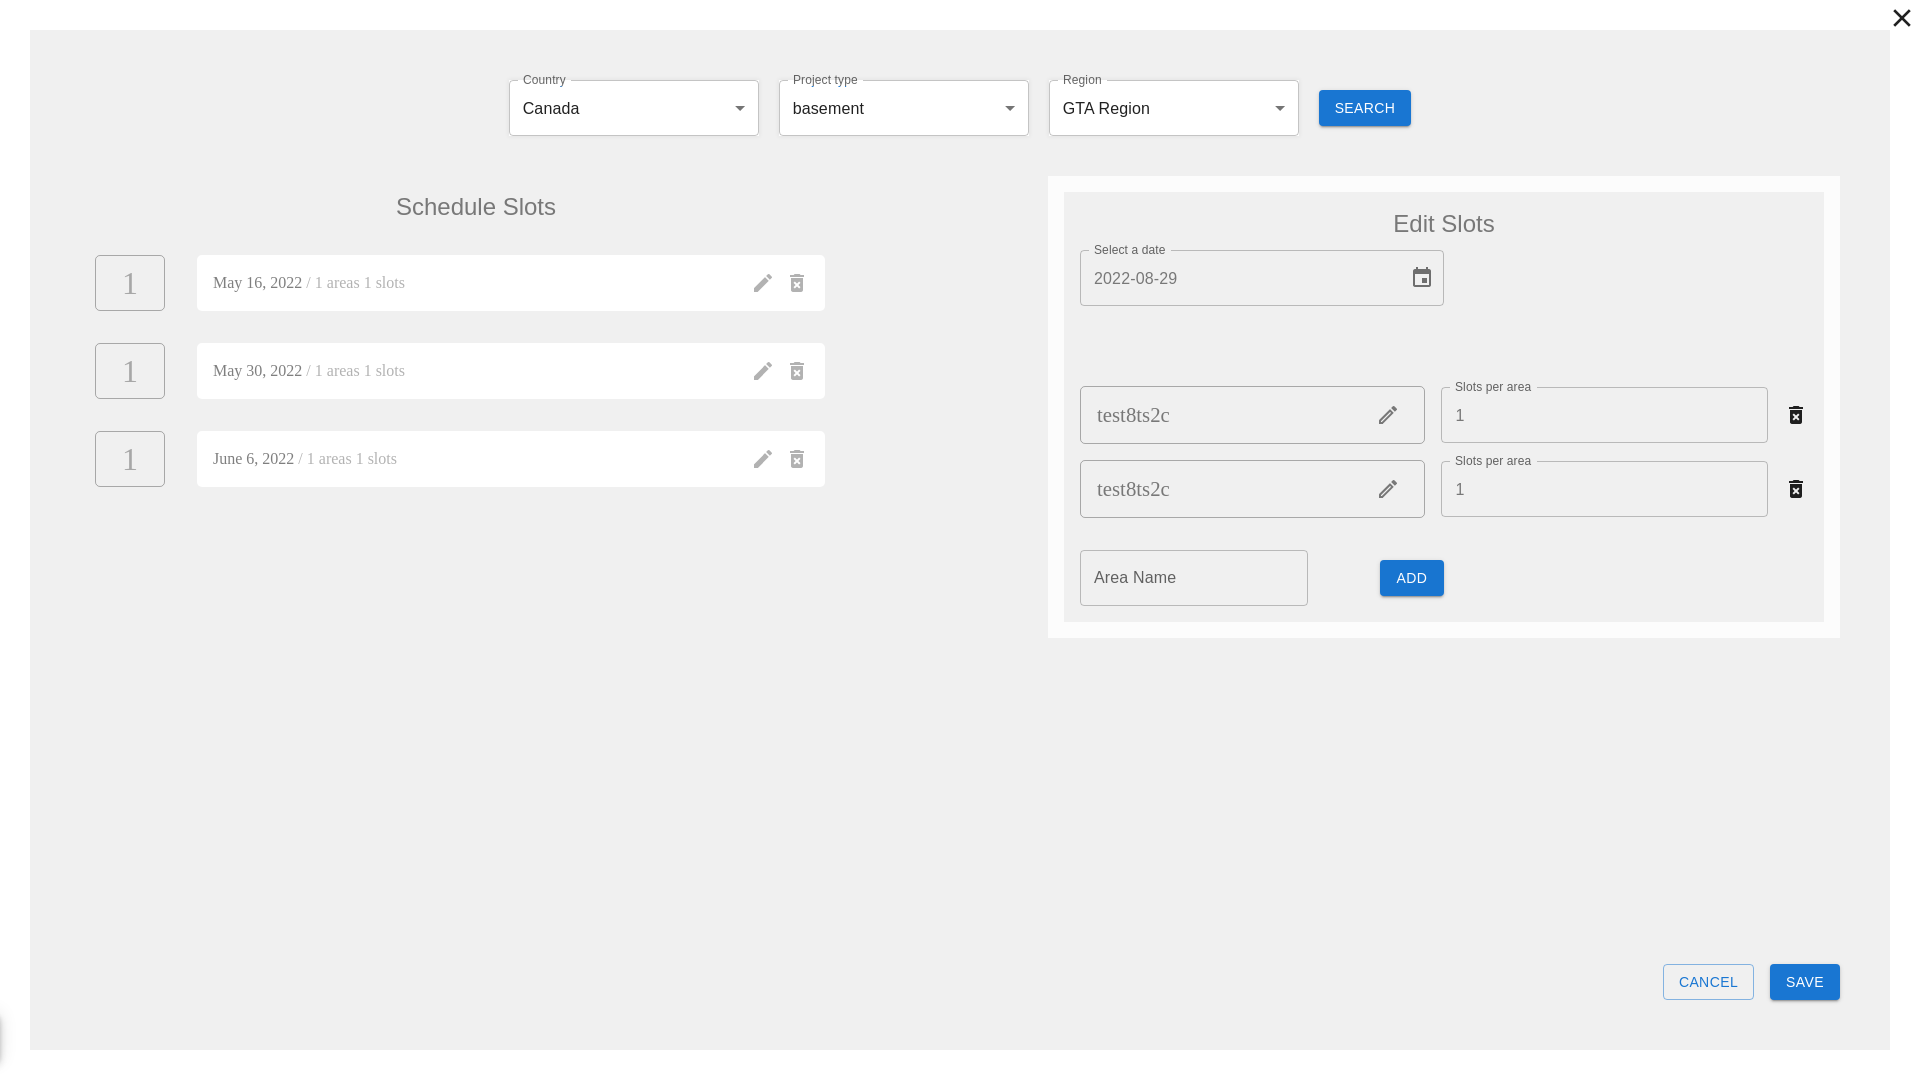 Country
Canada
Project type
basement
Region
GTA Region
SEARCH
Schedule Slots
1
May 16, 2022 / 1 areas 1 slots
1
May 30, 2022 / 1 areas 1 slots
1
June 6, 2022 / 1 areas 1 slots
Edit Slots
Select a date
2022-08-29
test8ts2c
Slots per area
1
test8ts2c
Slots per area
1
Area Name
ADD
CANCEL
SAVE